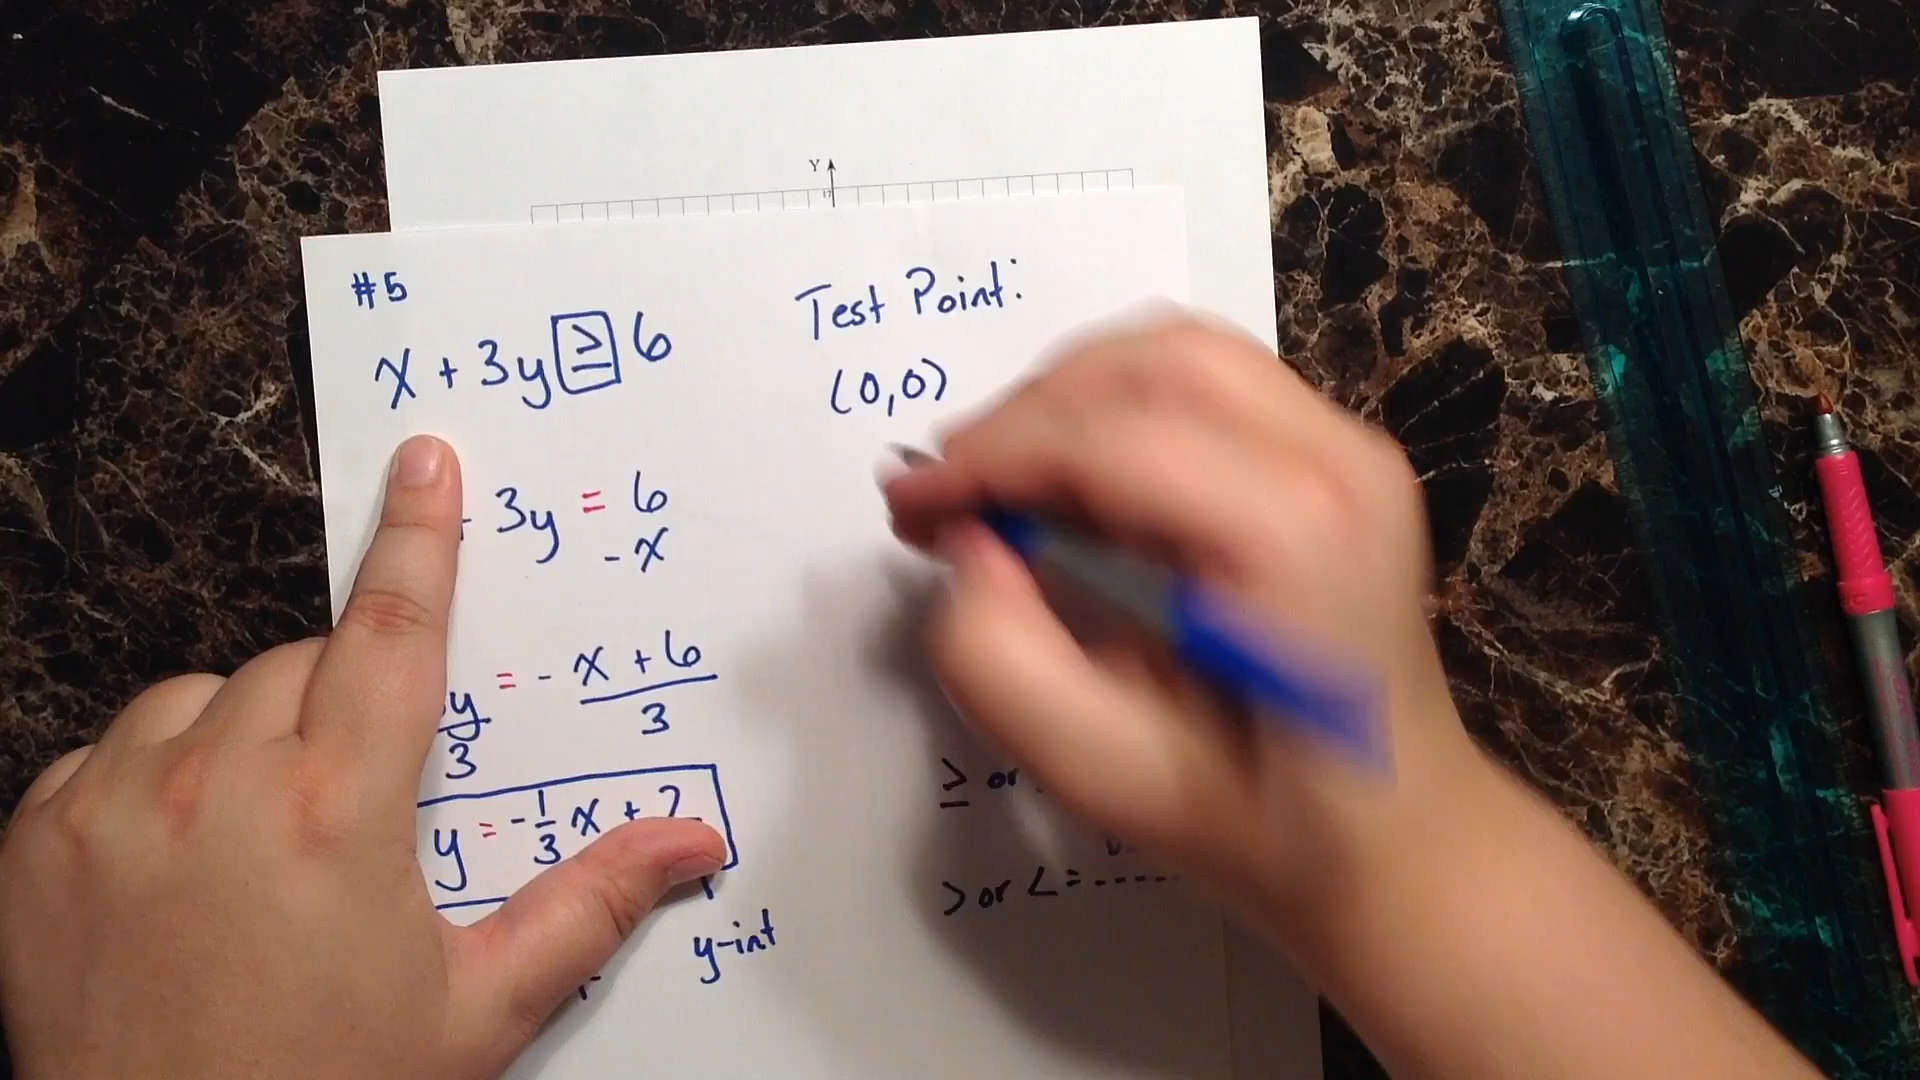 Y
#5
x + 3y ≥ 6
3y = 6
- x
y = - x + 6
3 3
y = -1/3 x + 2
y-int
Test Point:
(0,0)
≥ or
> or < = -----